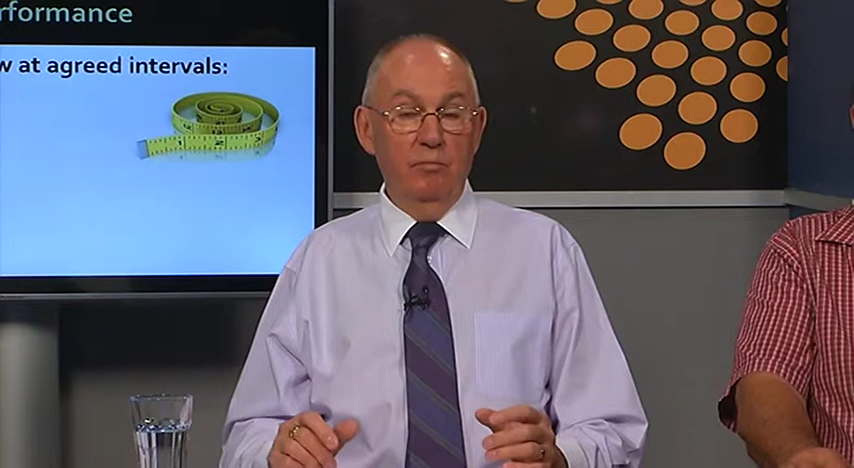 rformance
w at agreed intervals: